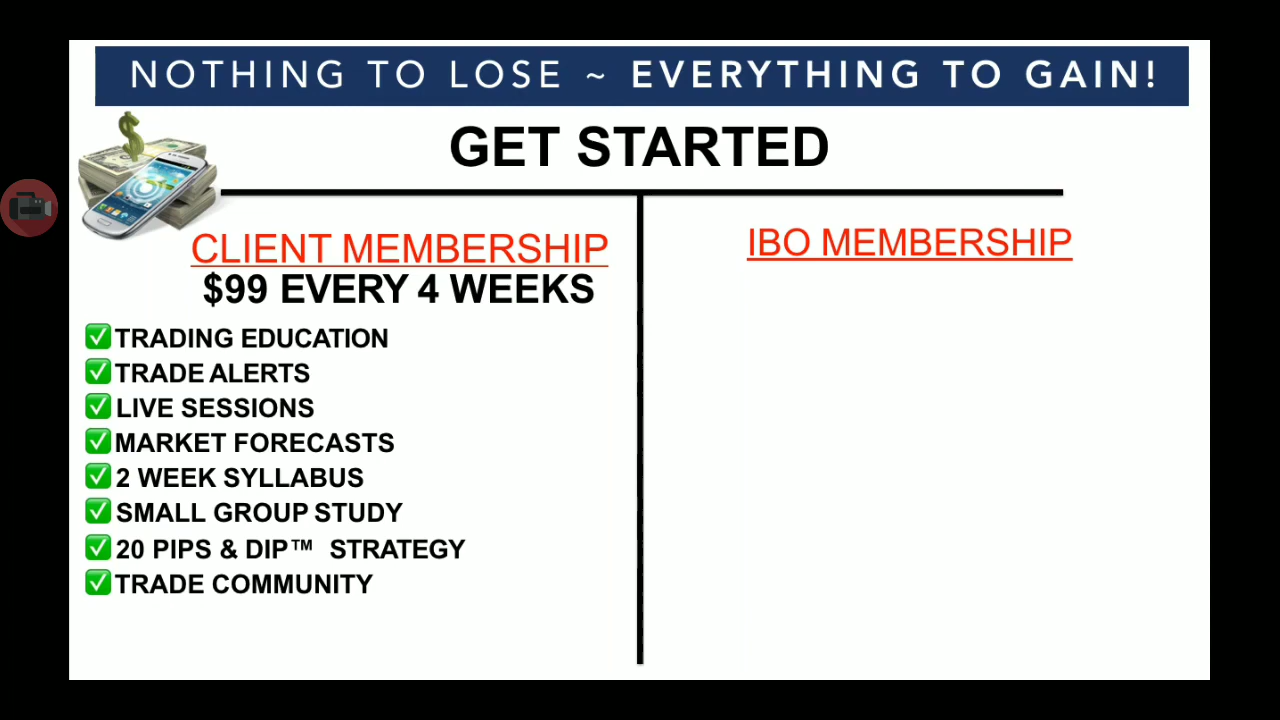 NOTHING TO LOSE ~ EVERYTHING TO GAIN!
GET STARTED
CLIENT MEMBERSHIP
$99 EVERY 4 WEEKS
✅TRADING EDUCATION
✅TRADE ALERTS
✅LIVE SESSIONS
✅MARKET FORECASTS
✅2 WEEK SYLLABUS
✅SMALL GROUP STUDY
✅20 PIPS & DIP™ STRATEGY
✅TRADE COMMUNITY
IBO MEMBERSHIP